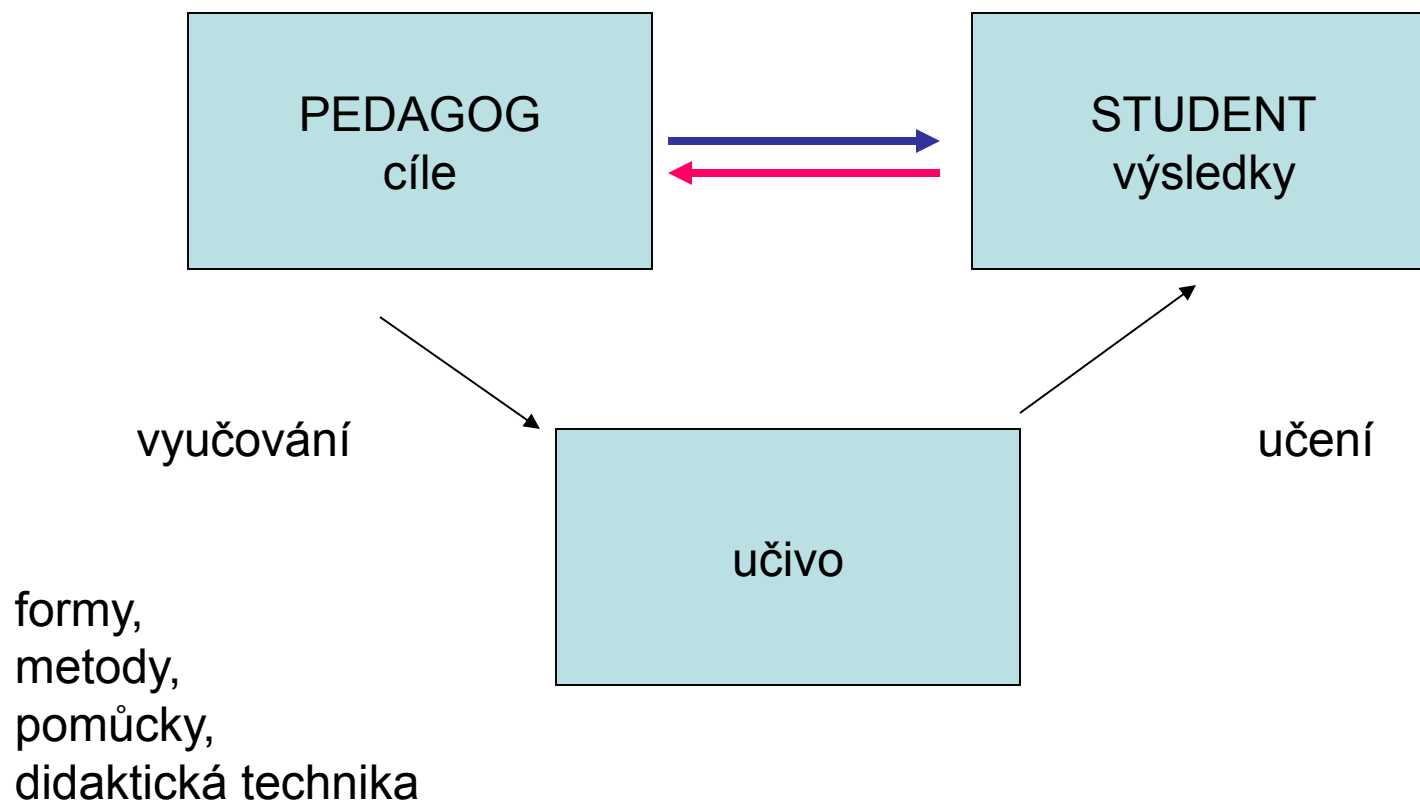 PEDAGOG
cíle
STUDENT
výsledky
vyučování
učení
učivo
formy,
metody,
pomůcky,
didaktická technika